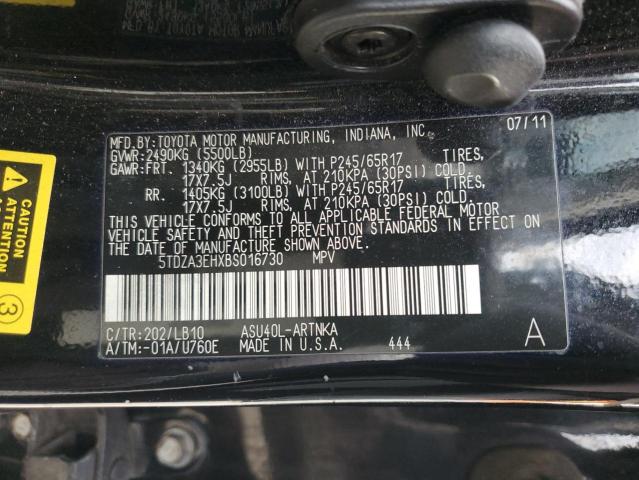 MFD.BY:TOYOTA MOTOR MANUFACTURING, INDIANA, INC. 07/11
GVWR:2490KG (5500LB)
GAWR:FRT. 1340KG (2955LB) WITH P245/65R17 TIRES,
17X7.5J RIMS, AT 210KPA (30PSI) COLD.
RR. 1405KG (3100LB) WITH P245/65R17 TIRES,
17X7.5J RIMS, AT 210KPA (30PSI) COLD.
THIS VEHICLE CONFORMS TO ALL APPLICABLE FEDERAL MOTOR
VEHICLE SAFETY AND THEFT PREVENTION STANDARDS IN EFFECT
ON THE DATE OF MANUFACTURE SHOWN ABOVE.
5TDZA3EHXBS016730 MPV
C/TR:202/LB10 ASU40L-ARTNKA
A/TM:-01A/U760E MADE IN U.S.A. 444 A
3